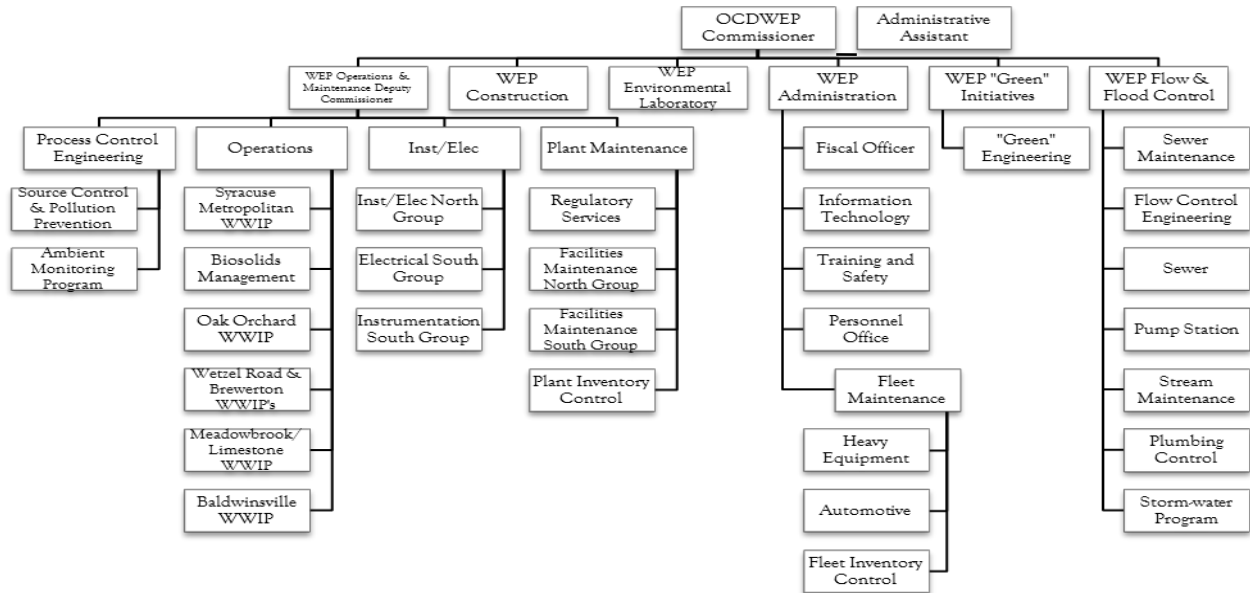 OCDWEP
Commissioner
Administrative
Assistant
WEP Operations &
Maintenance Deputy
Commissioner
WEP
Construction
WEP
Environmental
Laboratory
WEP
Administration
WEP "Green"
Initiatives
WEP Flow &
Flood Control
Process Control
Engineering
Operations
Inst/Elec
Plant Maintenance
Fiscal Officer
"Green"
Engineering
Sewer
Maintenance
Source Control
& Pollution
Prevention
Syracuse
Metropolitan
WWIP
Inst/Elec North
Group
Regulatory
Services
Information
Technology
Flow Control
Engineering
Ambient
Monitoring
Program
Biosolids
Management
Electrical South
Group
Facilities
Maintenance
North Group
Training and
Safety
Sewer
Oak Orchard
WWIP
Instrumentation
South Group
Facilities
Maintenance
South Group
Personnel
Office
Pump Station
Wetzel Road &
Brewerton
WWIP's
Plant Inventory
Control
Fleet
Maintenance
Stream
Maintenance
Meadowbrook/
Limestone
WWIP
Heavy
Equipment
Plumbing
Control
Baldwinsville
WWIP
Automotive
Storm-water
Program
Fleet Inventory
Control